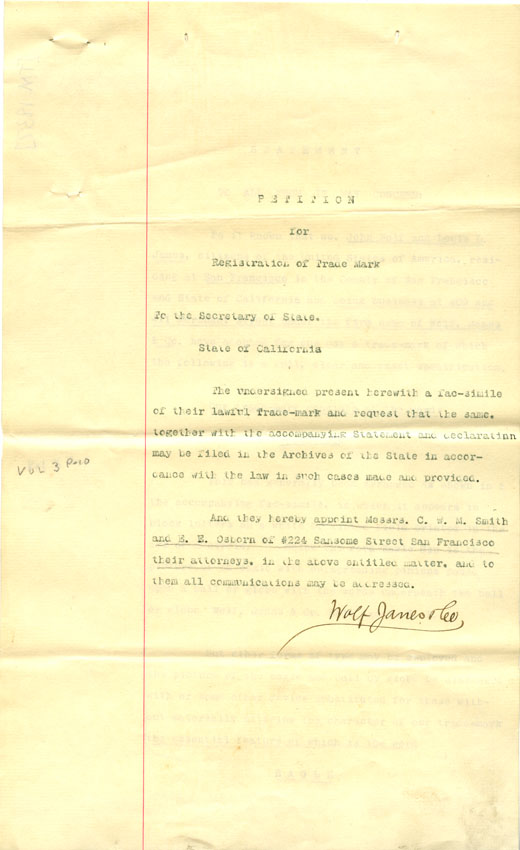 PETITION
for
Registration of Trade Mark
To the Secretary of State.
State of California
The undersigned present herewith a fac-simile
of their lawful trade-mark and request that the same,
together with the accompanying Statement and declaration
may be filed in the Archives of the State in accor-
dance with the law in such cases made and provided.
Vol 3
And they hereby appoint Messrs. C. W. M. Smith
and E. E. Osborn of #224 Sansome Street San Francisco
their attorneys, in the above entitled matter, and to
them all communications may be addressed.
Wolf Janes & Co,